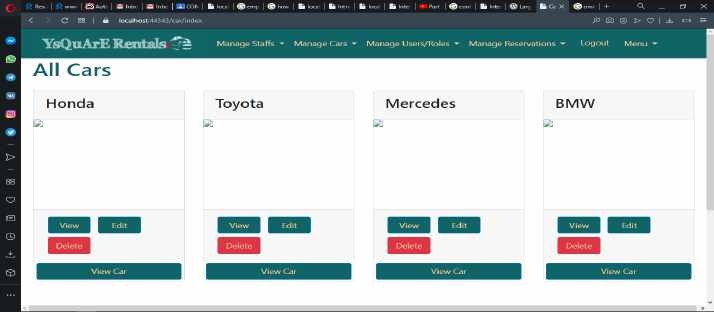 localhost:44343/car/index
YsQuArE Rentals
Manage Staffs
Manage Cars
Manage Users/Roles
Manage Reservations
Logout
Menu
All Cars
Honda
Toyota
Mercedes
BMW
View Edit
View Edit
View Edit
View Edit
Delete
Delete
Delete
Delete
View Car
View Car
View Car
View Car